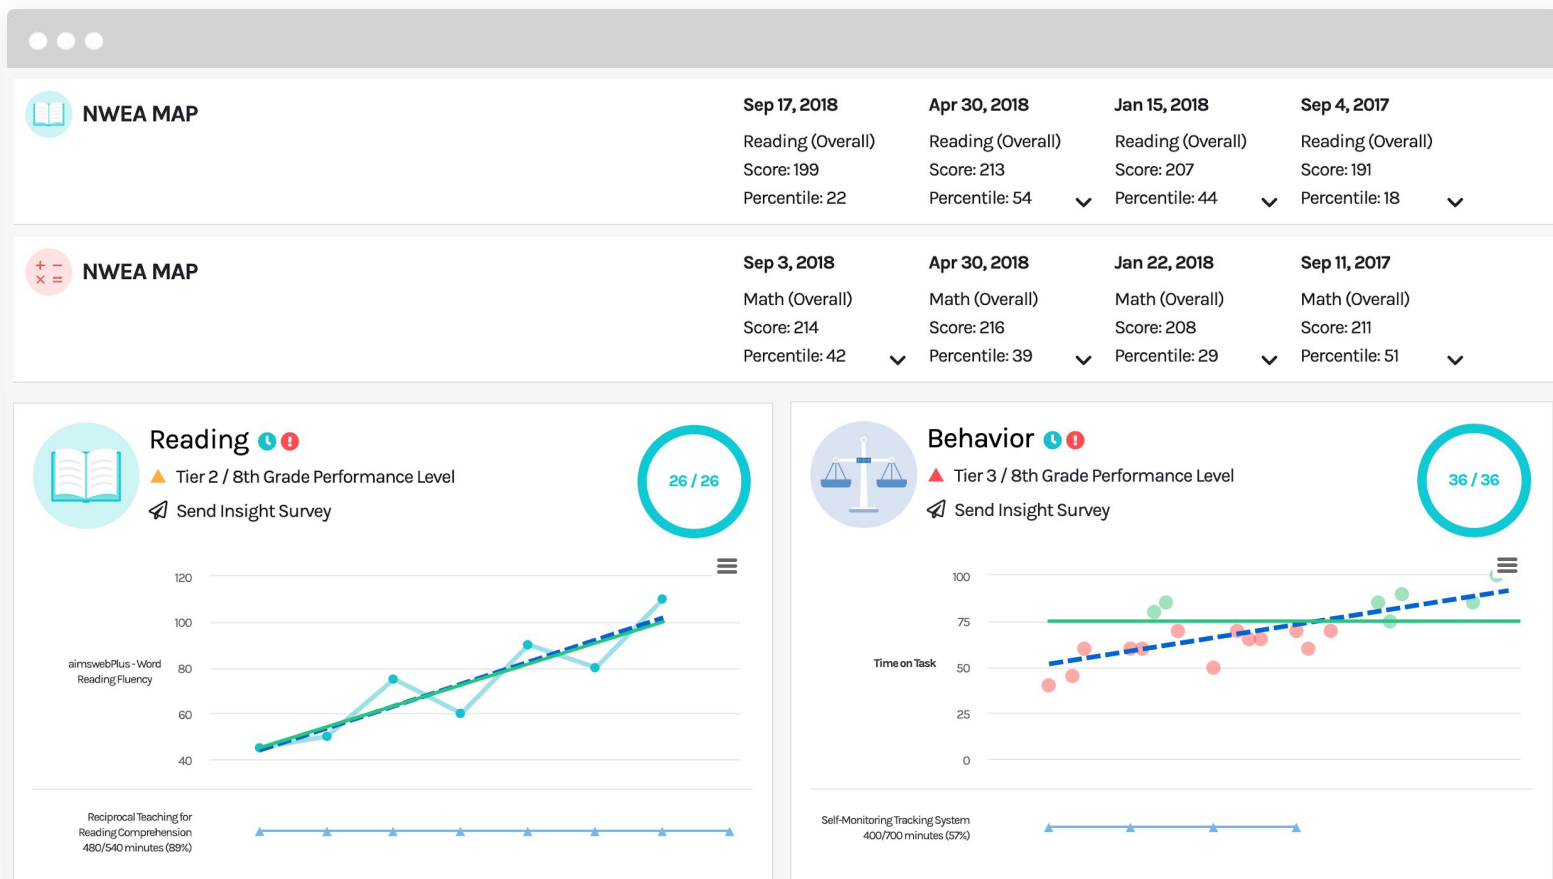 NWEA MAP
Sep 17, 2018
Reading (Overall)
Score: 199
Percentile: 22
Apr 30, 2018
Reading (Overall)
Score: 213
Percentile: 54
Jan 15, 2018
Reading (Overall)
Score: 207
Percentile: 44
Sep 4, 2017
Reading (Overall)
Score: 191
Percentile: 18
NWEA MAP
Sep 3, 2018
Math (Overall)
Score: 214
Percentile: 42
Apr 30, 2018
Math (Overall)
Score: 216
Percentile: 39
Jan 22, 2018
Math (Overall)
Score: 208
Percentile: 29
Sep 11, 2017
Math (Overall)
Score: 211
Percentile: 51
Reading
Tier 2 / 8th Grade Performance Level
Send Insight Survey
26 / 26
120
100
80
60
40
aimswebPlus - Word
Reading Fluency
Reciprocal Teaching for
Reading Comprehension
480/540 minutes (89%)
Behavior
Tier 3 / 8th Grade Performance Level
Send Insight Survey
36 / 36
100
75
50
25
0
Time on Task
Self-Monitoring Tracking System
400/700 minutes (57%)